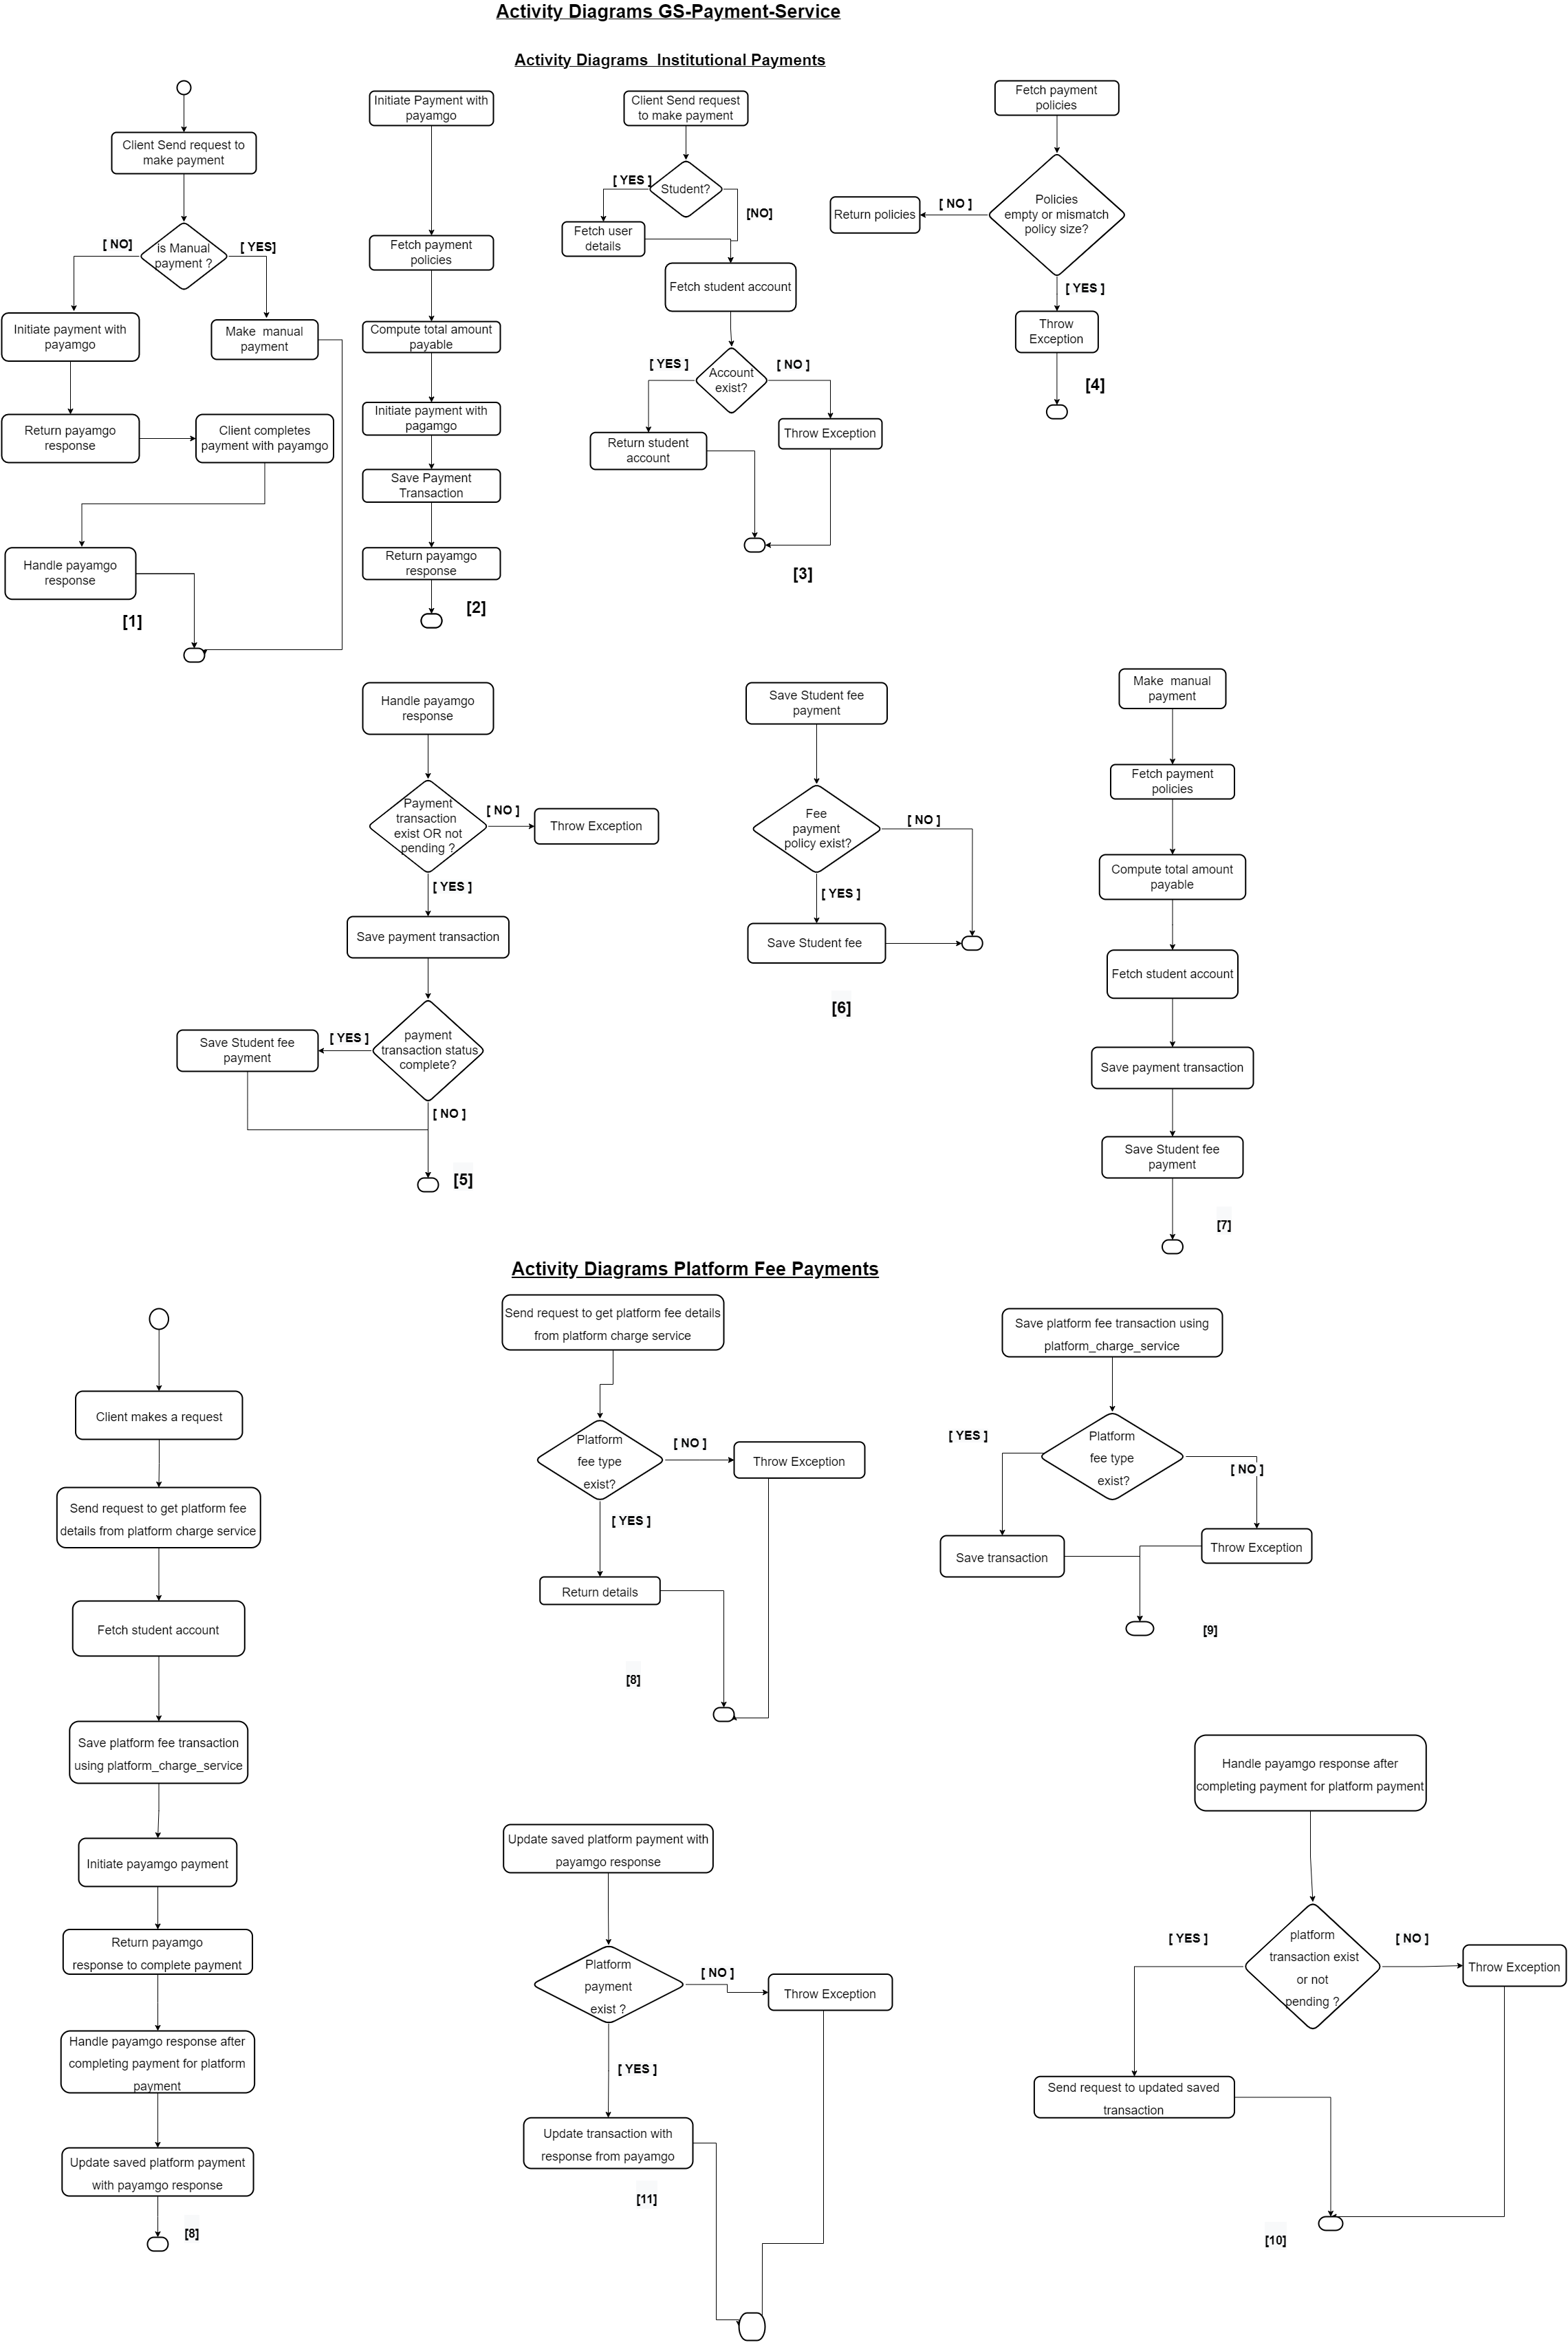 Activity Diagrams GS-Payment-Service
Activity Diagrams  Institutional Payments
Client Send request to
make payment
is Manual
payment ?
[ NO]
[ YES]
Initiate payment with
payamgo
Make  manual
payment
Return payamgo
response
Client completes
payment with payamgo
Handle payamgo
response
[1]
Initiate Payment with
payamgo
Fetch payment
policies
Compute total amount
payable
Initiate payment with
pagamgo
Save Payment
Transaction
Return payamgo
response
[2]
Client Send request
to make payment
[ YES ]
Student?
[NO]
Fetch user
details
Fetch student account
[ YES ]
Account
exist?
[ NO ]
Return student
account
Throw Exception
[3]
Fetch payment
policies
Policies
empty or mismatch
policy size?
[ NO ]
Return policies
[ YES ]
Throw
Exception
[4]
Handle payamgo
response
Payment
transaction
exist OR not
pending ?
[ NO ]
Throw Exception
[ YES ]
Save payment transaction
payment
transaction status
complete?
[ YES ]
Save Student fee
payment
[ NO ]
[5]
Save Student fee
payment
Fee
payment
policy exist?
[ NO ]
[ YES ]
Save Student fee
[6]
Make  manual
payment
Fetch payment
policies
Compute total amount
payable
Fetch student account
Save payment transaction
Save Student fee
payment
[7]
Activity Diagrams Platform Fee Payments
Client makes a request
Send request to get platform fee
details from platform charge service
Fetch student account
Save platform fee transaction
using platform_charge_service
Initiate payamgo payment
Return payamgo
response to complete payment
Handle payamgo response after
completing payment for platform
payment
Update saved platform payment
with payamgo response
[8]
Send request to get platform fee details
from platform charge service
Platform
fee type
exist?
[ NO ]
Throw Exception
[ YES ]
Return details
[8]
Save platform fee transaction using
platform_charge_service
[ YES ]
Platform
fee type
exist?
[ NO ]
Save transaction
Throw Exception
[9]
Update saved platform payment with
payamgo response
Platform
payment
exist ?
[ NO ]
Throw Exception
[ YES ]
Update transaction with
response from payamgo
[11]
Handle payamgo response after
completing payment for platform payment
[ YES ]
platform
transaction exist
or not
pending ?
[ NO ]
Throw Exception
Send request to updated saved
transaction
[10]